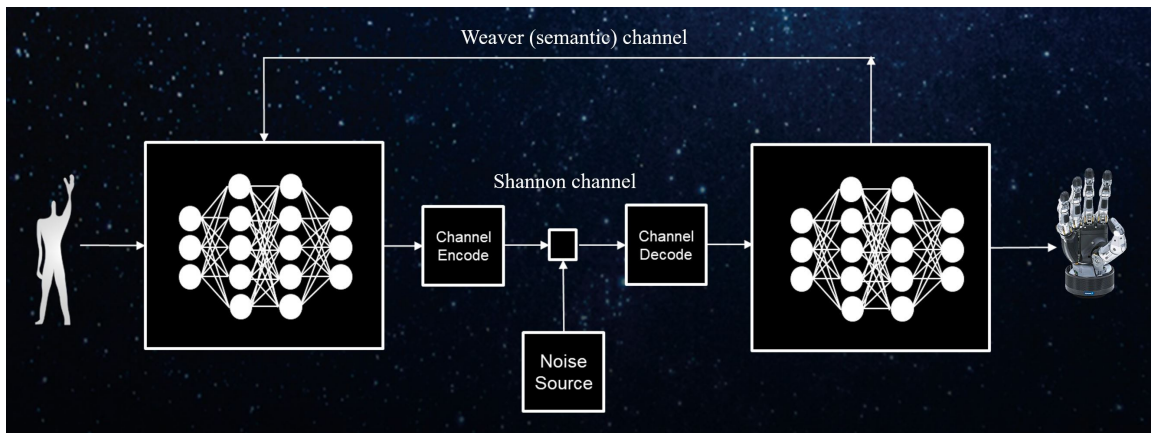 Weaver (semantic) channel
Shannon channel
Channel
Encode
Channel
Decode
Noise
Source